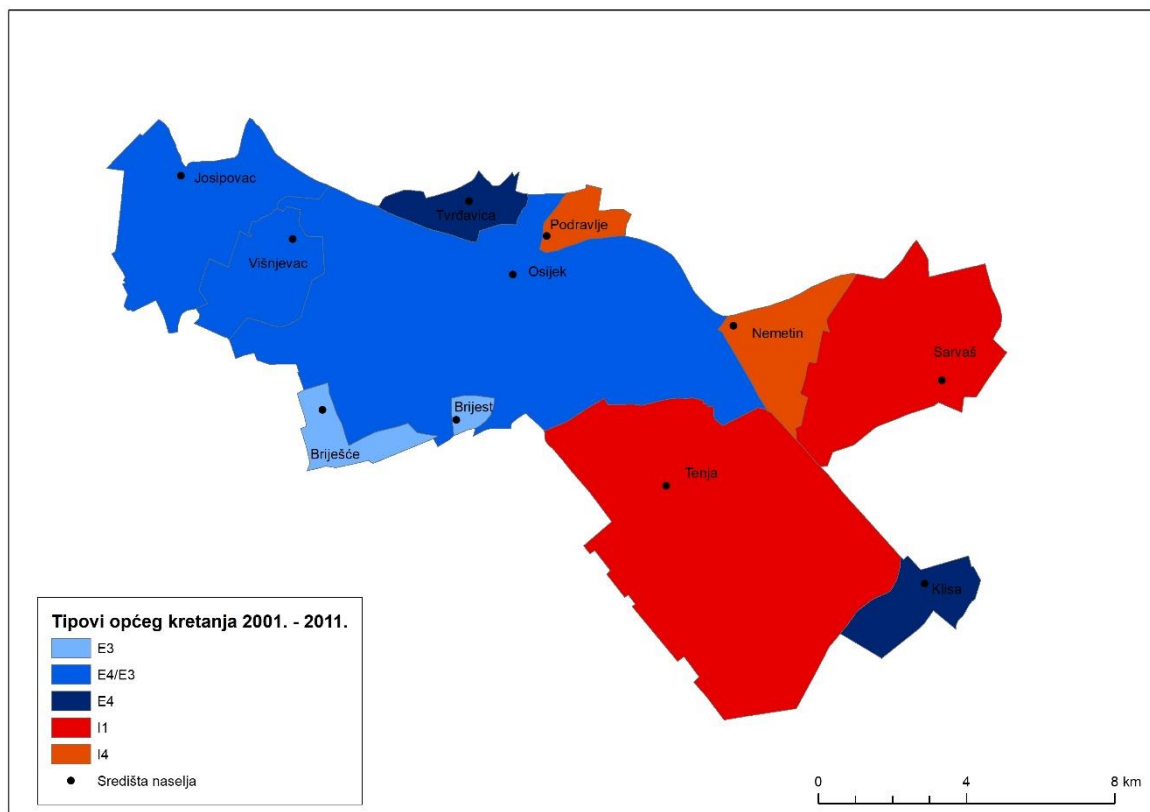 Josipovac
Tvrđavica
Podravlje
Višnjevac
Osijek
Nemetin
Sarvaš
Brijest
Briješće
Tenja
Klisa
Tipovi općeg kretanja 2001. - 2011.
E3
E4/E3
E4
I1
I4
Središta naselja
0 4 8 km